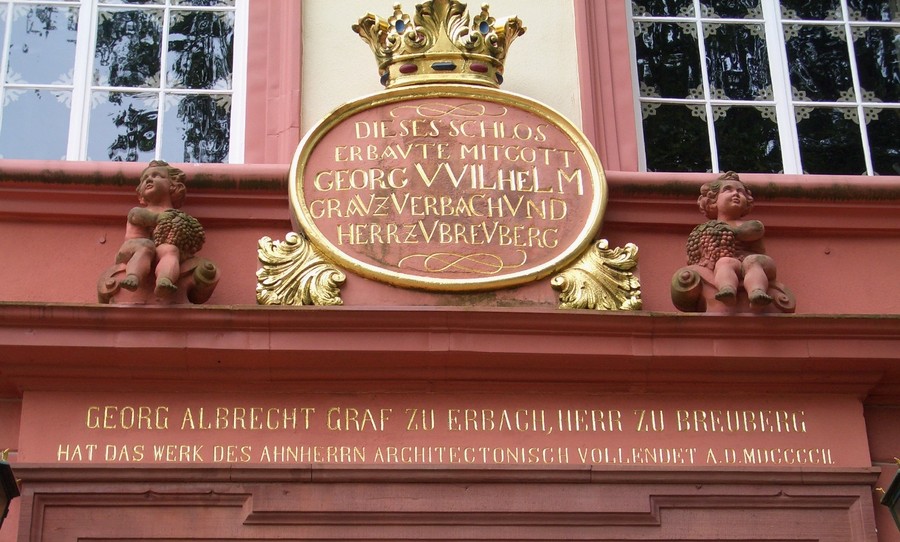 DIESES SCHLOS
ERBAVTE MITGOTT
GEORG VVILHELM
GRAVZVERBACHVND
HERRZVBREVBERG
GEORG ALBRECHT GRAF ZU ERBACH, HERR ZU BREUBERG
HAT DAS WERK DES AHNHERRN ARCHITECTONISCH VOLLENDET A.D.MDCCCCII.